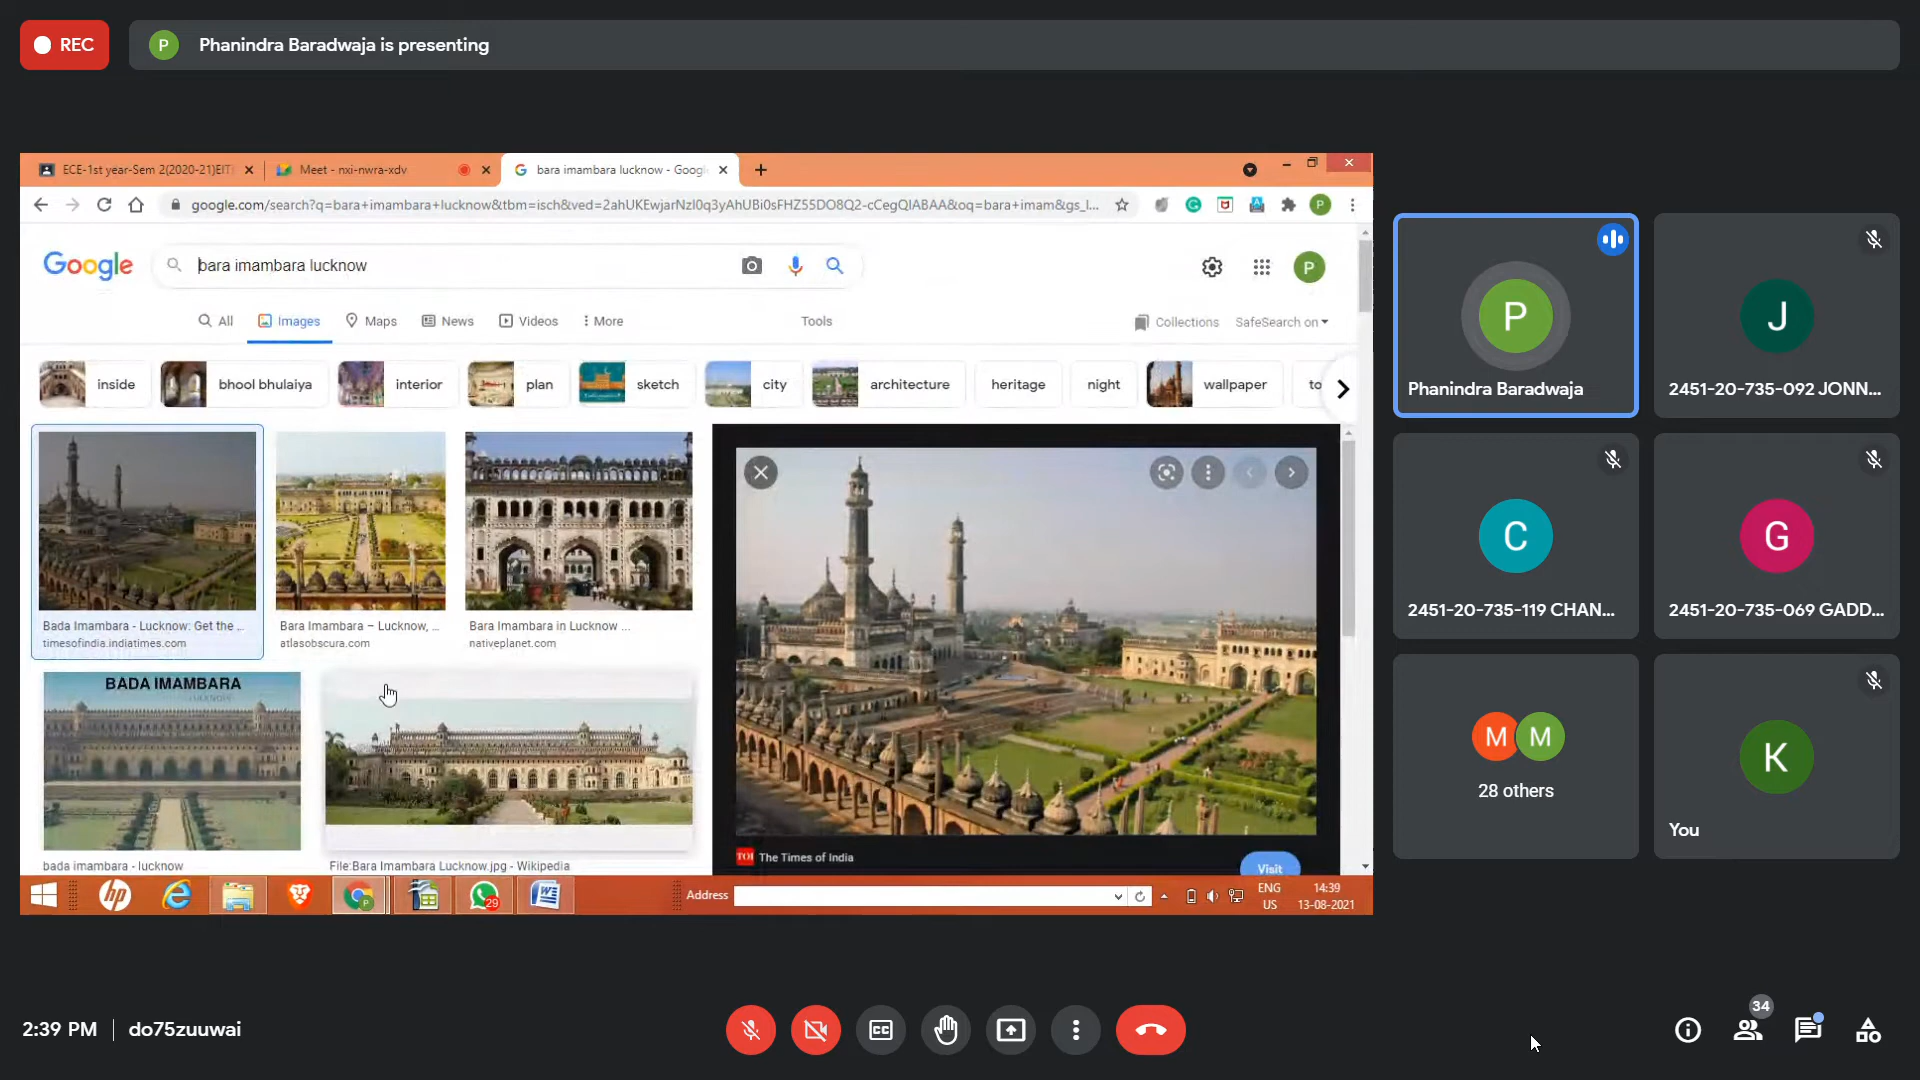 REC
P
Phanindra Baradwaja is presenting
ECE-1st year-Sem 2(2020-21)EIT
Meet - nxi-nwra-xdv
bara imambara lucknow - Googl
google.com/search?q=bara+imambara+lucknow&tbm=isch&ved=2ahUKEwjarNzI0q3yAhUBi0sFHZ55DO8Q2-cCegQIABAA&oq=bara+imam&gs_l...
P
Google
bara imambara lucknow
P
All
Images
Maps
News
Videos
More
Tools
Collections
SafeSearch on
inside
bhool bhulaiya
interior
plan
sketch
city
architecture
heritage
night
wallpaper
to
Bada Imambara - Lucknow: Get the ...
timesofindia.indiatimes.com
Bara Imambara – Lucknow, ...
atlasobscura.com
Bara Imambara in Lucknow ...
nativeplanet.com
BADA IMAMBARA
bada imambara - lucknow
File:Bara Imambara Lucknow.jpg - Wikipedia
TOI The Times of India
Visit
hp
P
29
Address
ENG
US
14:39
13-08-2021
P
Phanindra Baradwaja
J
2451-20-735-092 JONN...
C
2451-20-735-119 CHAN...
G
2451-20-735-069 GADD...
M M
28 others
K
You
2:39 PM | do75zuuwai
CC
34